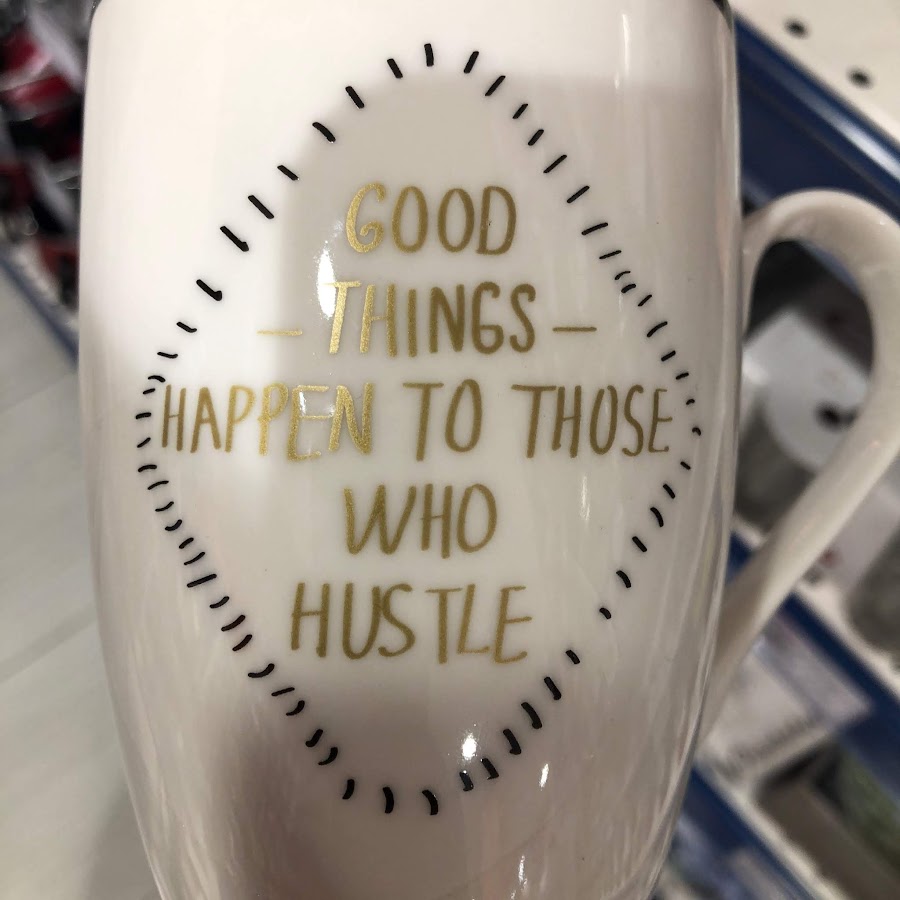 GOOD
— THINGS —
HAPPEN TO THOSE
WHO
HUSTLE